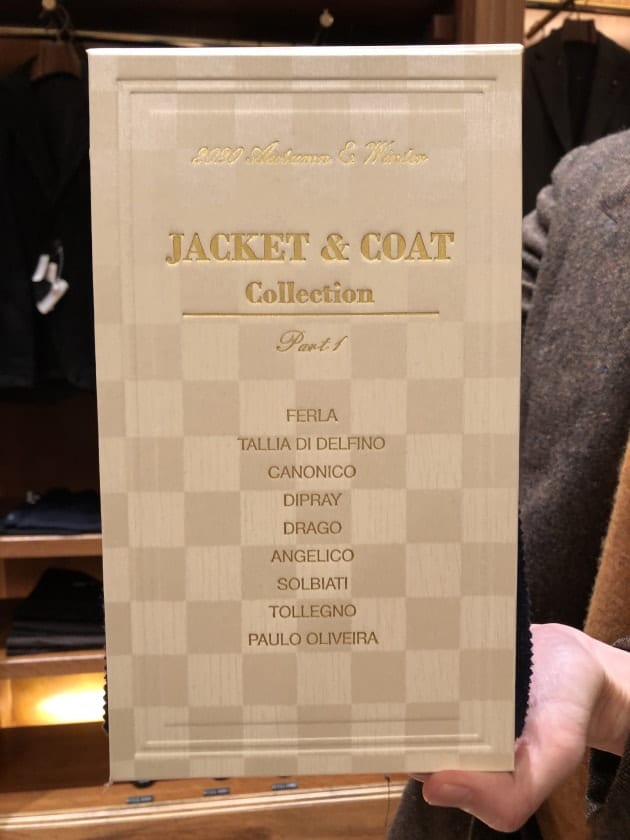 2020 Autumn & Winter
JACKET & COAT
Collection
Part 1
FERLA
TALLIA DI DELFINO
CANONICO
DIPRAY
DRAGO
ANGELICO
SOLBIATI
TOLLEGNO
PAULO OLIVEIRA